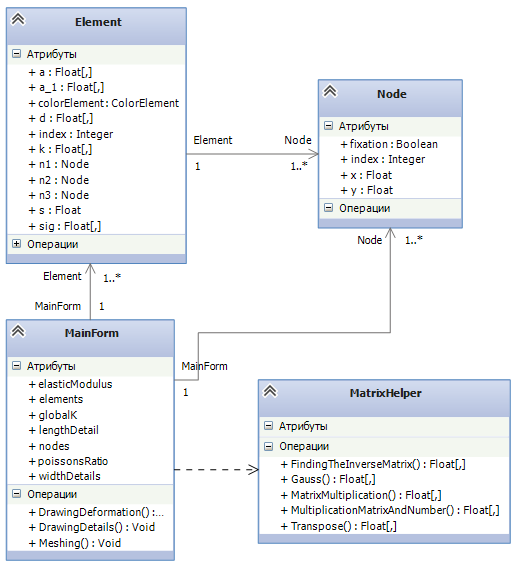 Element
Атрибуты
+ a : Float[,]
+ a_1 : Float[,]
+ colorElement : ColorElement
+ d : Float[,]
+ index : Integer
+ k : Float[,]
+ n1 : Node
+ n2 : Node
+ n3 : Node
+ s : Float
+ sig : Float[,]
Операции
Element Node
1 1..*
Node
Атрибуты
+ fixation : Boolean
+ index : Integer
+ x : Float
+ y : Float
Операции
Node 1..*
Element 1..*
MainForm 1
MainForm
Атрибуты
+ elasticModulus
+ elements
+ globalK
+ lengthDetail
+ nodes
+ poissonsRatio
+ widthDetails
Операции
+ DrawingDeformation() :...
+ DrawingDetails() : Void
+ Meshing() : Void
MainForm
1
MatrixHelper
Атрибуты
Операции
+ FindingTheInverseMatrix() : Float[,]
+ Gauss() : Float[,]
+ MatrixMultiplication() : Float[,]
+ MultiplicationMatrixAndNumber() : Float[,]
+ Transpose() : Float[,]